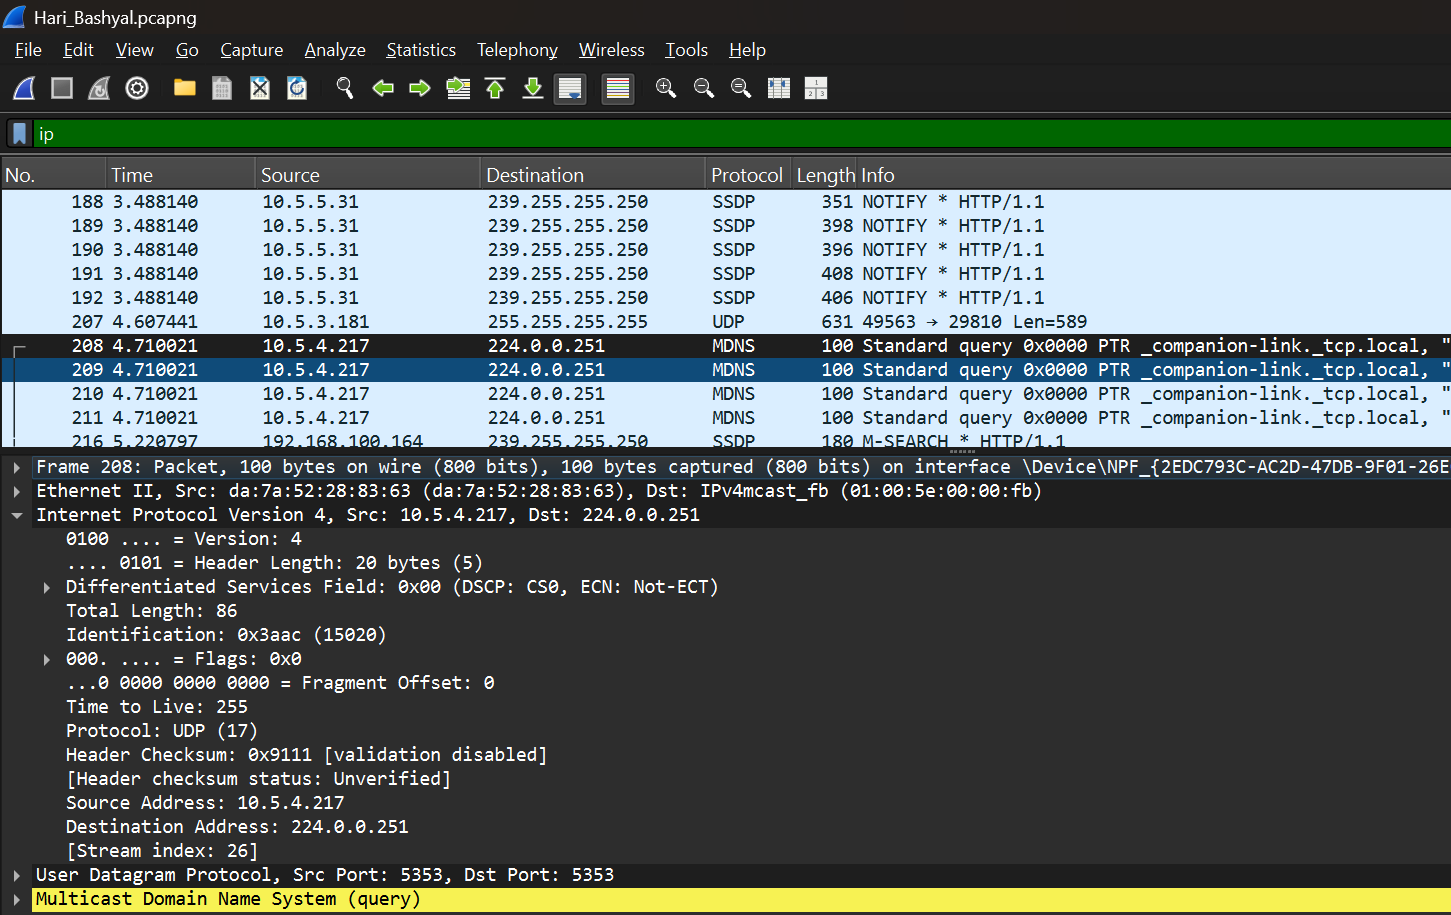 Hari_Bashyal.pcapng
File Edit View Go Capture Analyze Statistics Telephony Wireless Tools Help
ip
No. Time Source Destination Protocol Length Info
188 3.488140 10.5.5.31 239.255.255.250 SSDP 351 NOTIFY * HTTP/1.1
189 3.488140 10.5.5.31 239.255.255.250 SSDP 398 NOTIFY * HTTP/1.1
190 3.488140 10.5.5.31 239.255.255.250 SSDP 396 NOTIFY * HTTP/1.1
191 3.488140 10.5.5.31 239.255.255.250 SSDP 408 NOTIFY * HTTP/1.1
192 3.488140 10.5.5.31 239.255.255.250 SSDP 406 NOTIFY * HTTP/1.1
207 4.607441 10.5.3.181 255.255.255.255 UDP 631 49563 → 29810 Len=589
208 4.710021 10.5.4.217 224.0.0.251 MDNS 100 Standard query 0x0000 PTR _companion-link._tcp.local, "
209 4.710021 10.5.4.217 224.0.0.251 MDNS 100 Standard query 0x0000 PTR _companion-link._tcp.local, "
210 4.710021 10.5.4.217 224.0.0.251 MDNS 100 Standard query 0x0000 PTR _companion-link._tcp.local, "
211 4.710021 10.5.4.217 224.0.0.251 MDNS 100 Standard query 0x0000 PTR _companion-link._tcp.local, "
216 5.220797 192.168.100.164 239.255.255.250 SSDP 180 M-SEARCH * HTTP/1.1
Frame 208: Packet, 100 bytes on wire (800 bits), 100 bytes captured (800 bits) on interface \Device\NPF_{2EDC793C-AC2D-47DB-9F01-26E
Ethernet II, Src: da:7a:52:28:83:63 (da:7a:52:28:83:63), Dst: IPv4mcast_fb (01:00:5e:00:00:fb)
Internet Protocol Version 4, Src: 10.5.4.217, Dst: 224.0.0.251
0100 .... = Version: 4
.... 0101 = Header Length: 20 bytes (5)
Differentiated Services Field: 0x00 (DSCP: CS0, ECN: Not-ECT)
Total Length: 86
Identification: 0x3aac (15020)
000. .... = Flags: 0x0
...0 0000 0000 0000 = Fragment Offset: 0
Time to Live: 255
Protocol: UDP (17)
Header Checksum: 0x9111 [validation disabled]
[Header checksum status: Unverified]
Source Address: 10.5.4.217
Destination Address: 224.0.0.251
[Stream index: 26]
User Datagram Protocol, Src Port: 5353, Dst Port: 5353
Multicast Domain Name System (query)